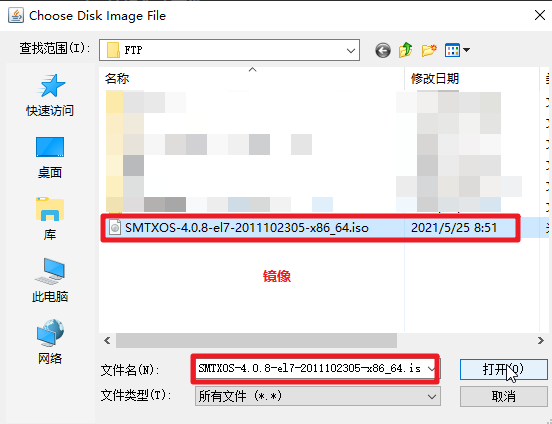 Choose Disk Image File
查找范围(I):
FTP
名称
修改日期
快速访问
桌面
库
此电脑
网络
SMTXOS-4.0.8-el7-2011102305-x86_64.iso
2021/5/25 8:51
镜像
文件名(N):
SMTXOS-4.0.8-el7-2011102305-x86_64.is
打开(O)
文件类型(T):
所有文件 (*.*)
取消